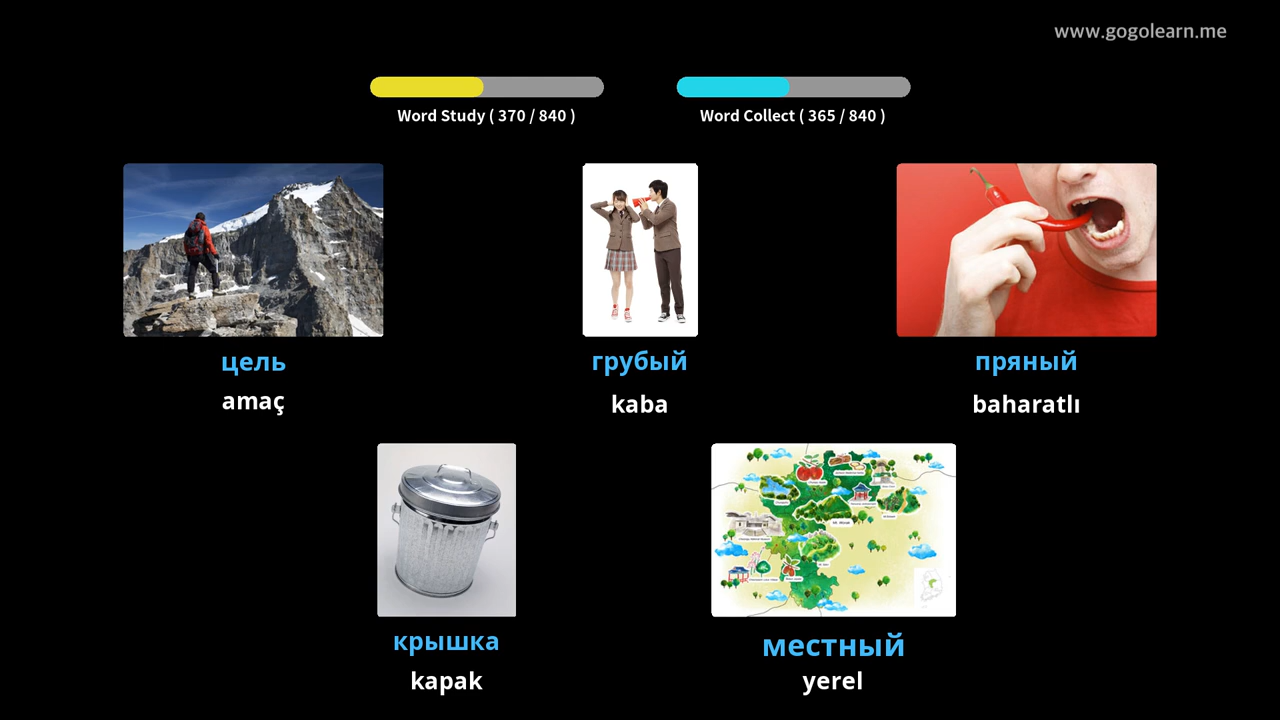 www.gogolearn.me
Word Study ( 370 / 840 )
Word Collect ( 365 / 840 )
цель
amaç
грубый
kaba
пряный
baharatlı
крышка
kapak
местный
yerel